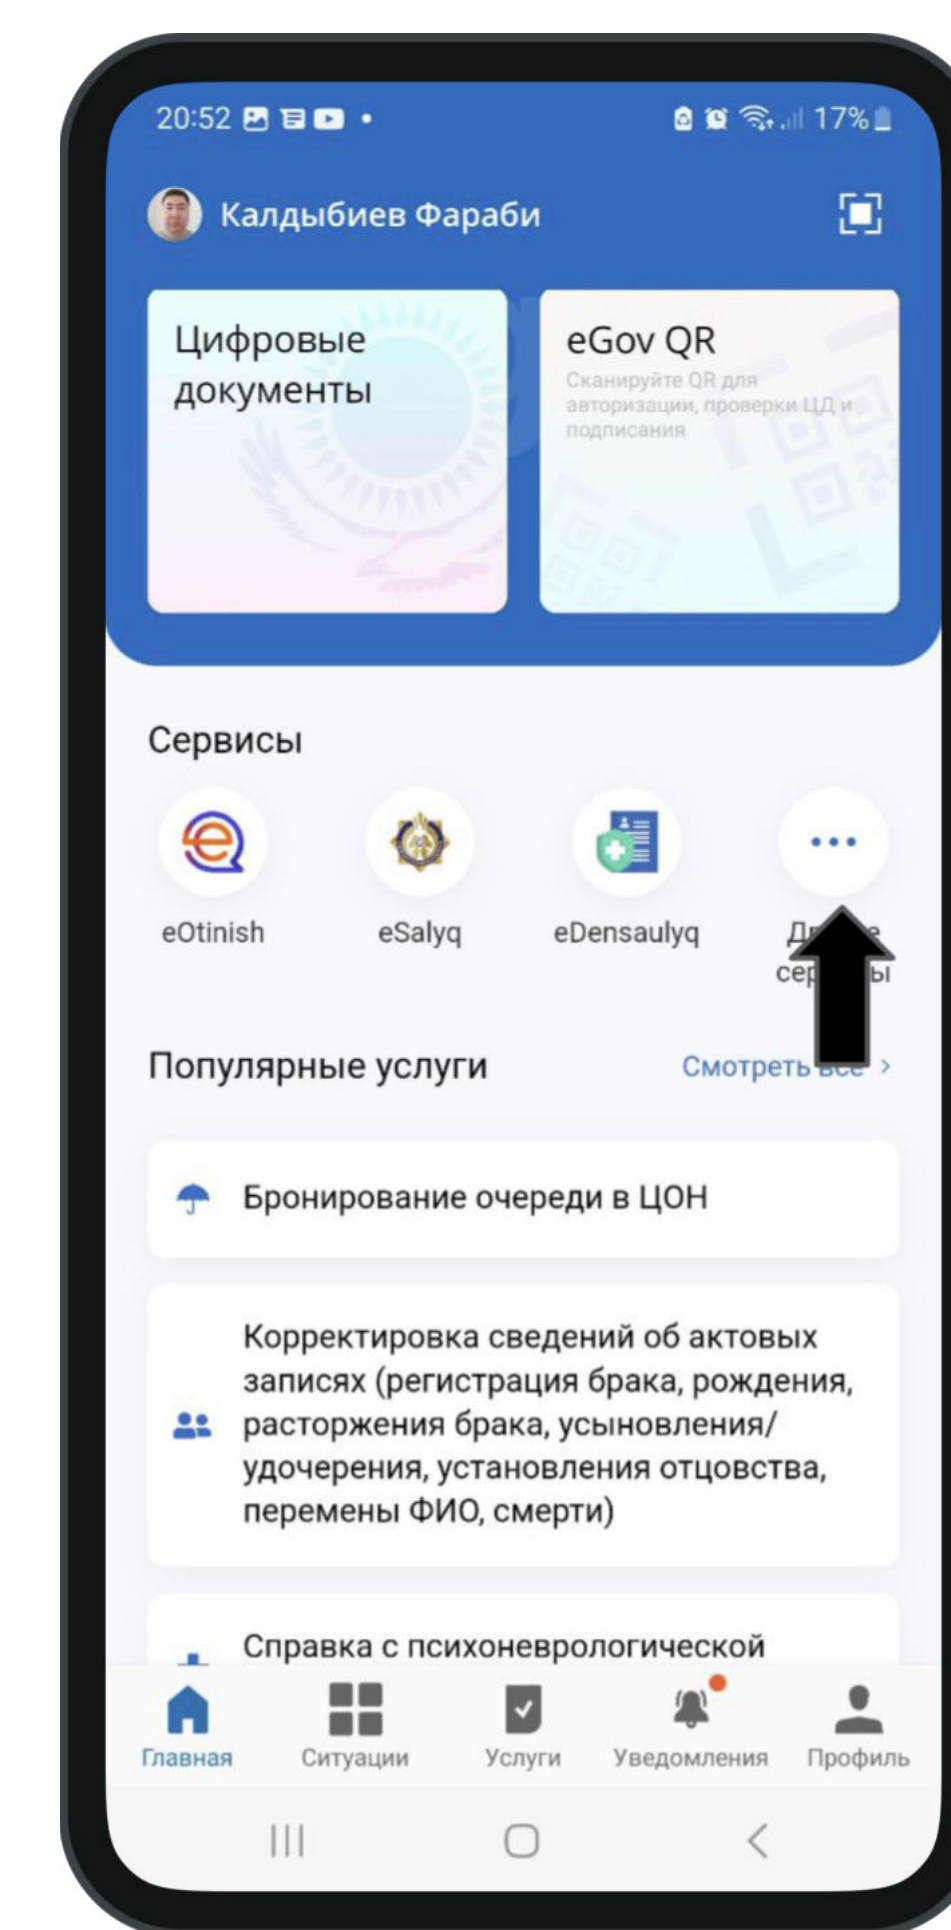 20:52
17%
Калдыбиев Фараби
Цифровые
документы
eGov QR
Сканируйте QR для
авторизации, проверки ЦД и
подписания
Сервисы
eOtinish
eSalyq
eDensaulyq
Популярные услуги
Смотреть
Бронирование очереди в ЦОН
Корректировка сведений об актовых
записях (регистрация брака, рождения,
расторжения брака, усыновления/
удочерения, установления отцовства,
перемены ФИО, смерти)
Справка с психоневрологической
Главная
Ситуации
Услуги
Уведомления
Профиль